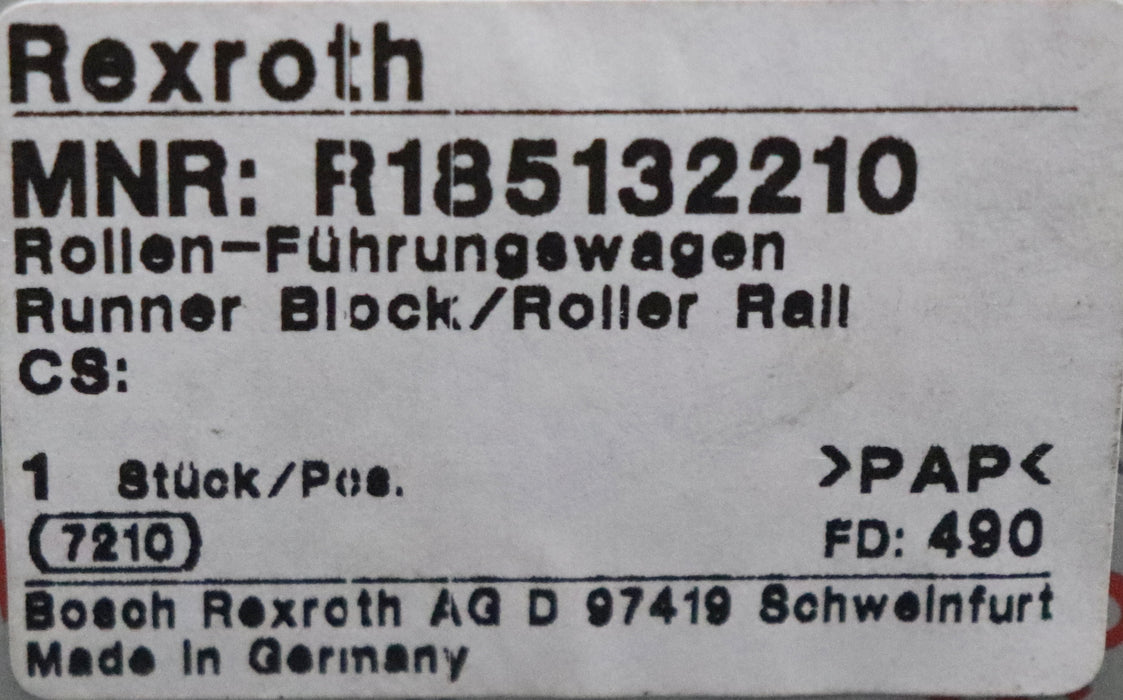 Rexroth
MNR: R185132210
Rollen-Führungswagen
Runner Block/Roller Rail
CS:
1 Stück/Pcs.
>PAP<
7210
FD: 490
Bosch Rexroth AG D 97419 Schweinfurt
Made in Germany